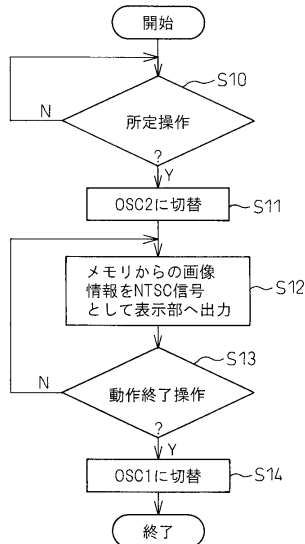 開始
S10
所定操作
N
?
Y
OSC2に切替
S11
メモリからの画像
情報をNTSC信号
として表示部へ出力
S12
S13
動作終了操作
N
?
Y
OSC1に切替
S14
終了